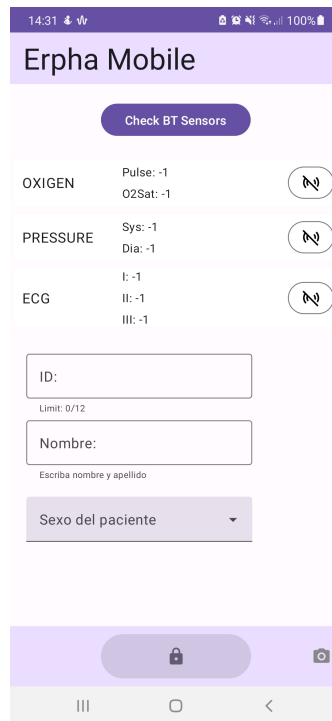 14:31 100%
Erpha Mobile
Check BT Sensors
OXIGEN
Pulse: -1
O2Sat: -1
PRESSURE
Sys: -1
Dia: -1
ECG
I: -1
II: -1
III: -1
ID:
Limit: 0/12
Nombre:
Escriba nombre y apellido
Sexo del paciente